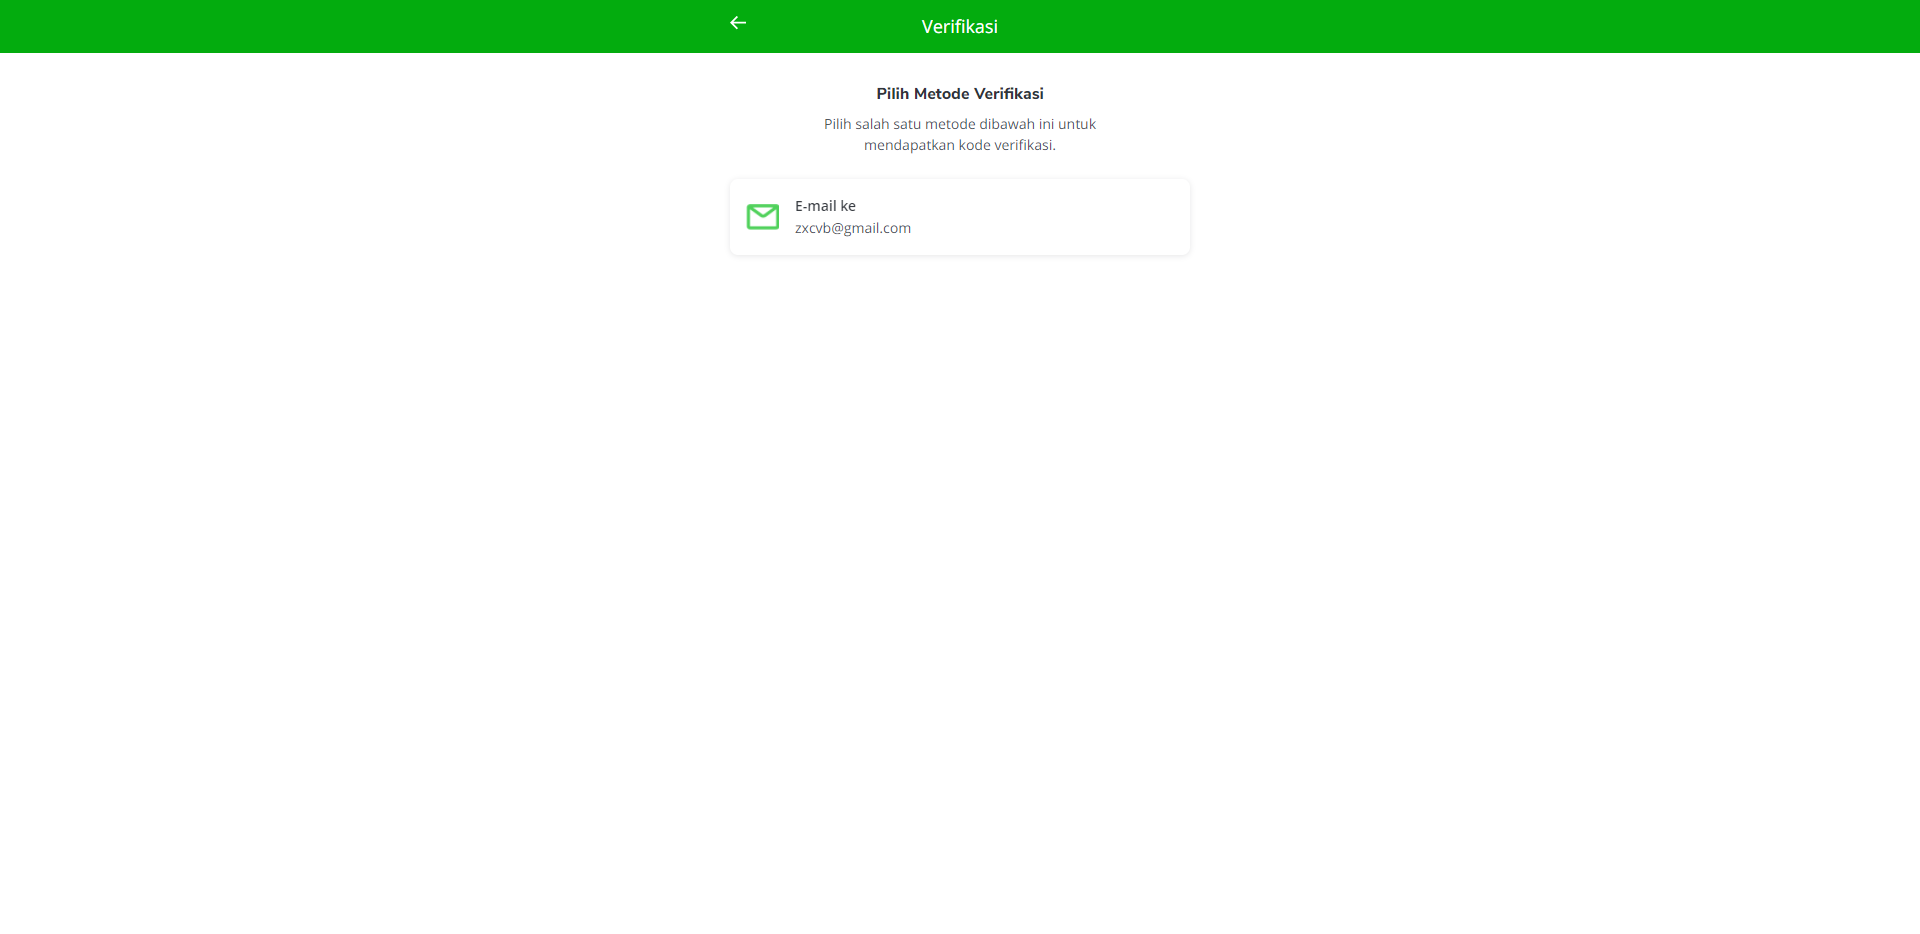 Verifikasi
Pilih Metode Verifikasi
Pilih salah satu metode dibawah ini untuk
mendapatkan kode verifikasi.
E-mail ke
zxcvb@gmail.com